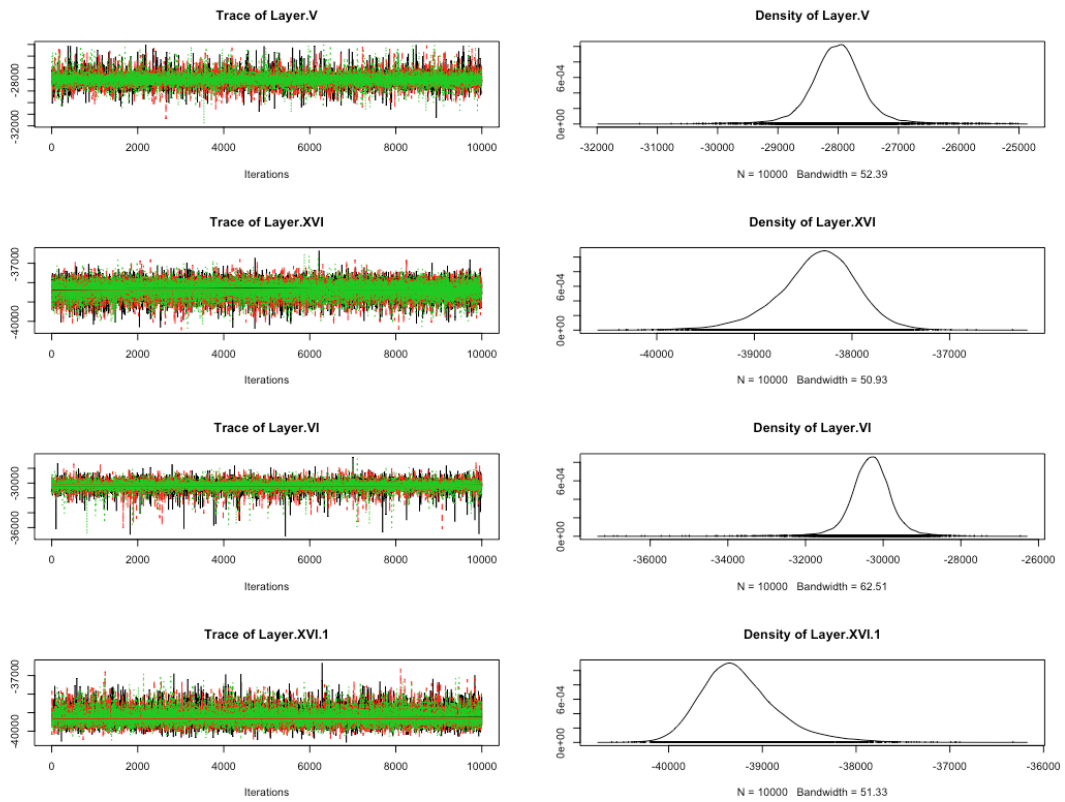 Trace of Layer.V
-32000 -28000
0 2000 4000 6000 8000 10000
Iterations
Density of Layer.V
0e+00 6e-04
-32000 -31000 -30000 -29000 -28000 -27000 -26000 -25000
N = 10000 Bandwidth = 52.39
Trace of Layer.XVI
-40000 -37000
0 2000 4000 6000 8000 10000
Iterations
Density of Layer.XVI
0e+00 6e-04
-40000 -39000 -38000 -37000
N = 10000 Bandwidth = 50.93
Trace of Layer.VI
-36000 -30000
0 2000 4000 6000 8000 10000
Iterations
Density of Layer.VI
0e+00 6e-04
-36000 -34000 -32000 -30000 -28000 -26000
N = 10000 Bandwidth = 62.51
Trace of Layer.XVI.1
-40000 -37000
0 2000 4000 6000 8000 10000
Iterations
Density of Layer.XVI.1
0e+00 6e-04
-40000 -39000 -38000 -37000 -36000
N = 10000 Bandwidth = 51.33